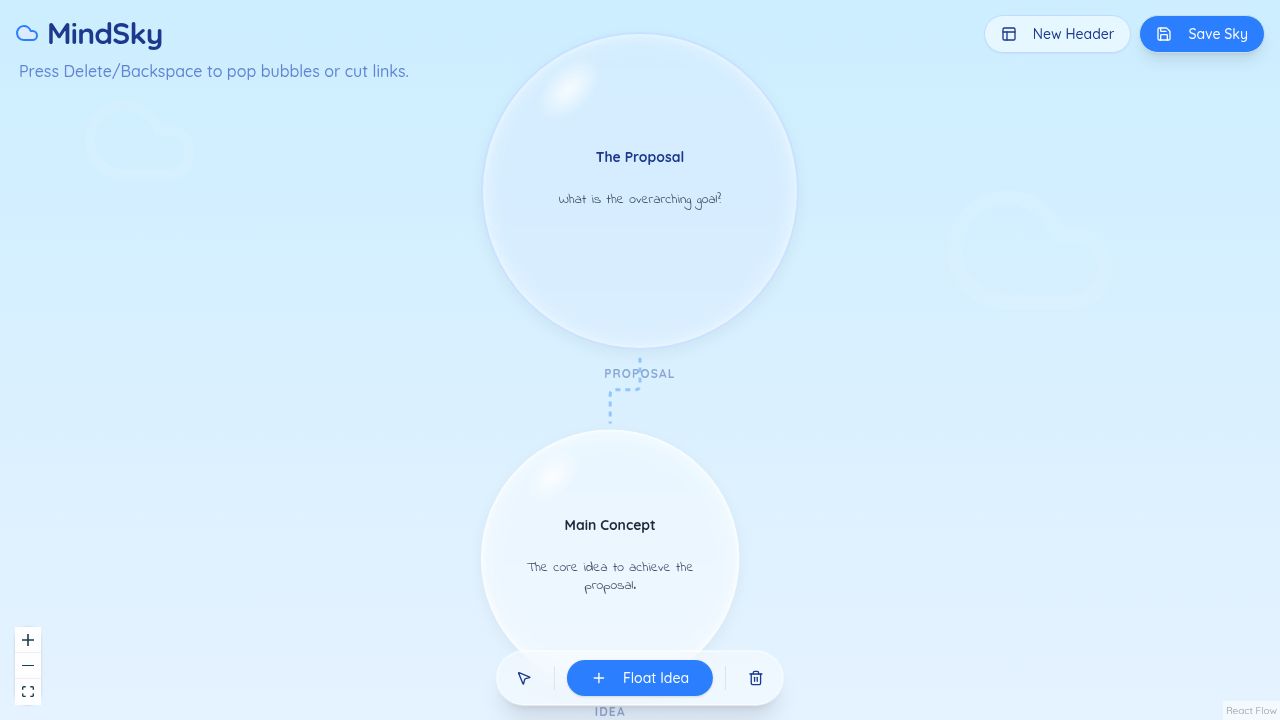 MindSky
New Header
Save Sky
Press Delete/Backspace to pop bubbles or cut links.
The Proposal
What is the overarching goal?
PROPOSAL
Main Concept
The core idea to achieve the
proposal.
Float Idea
IDEA
React Flow